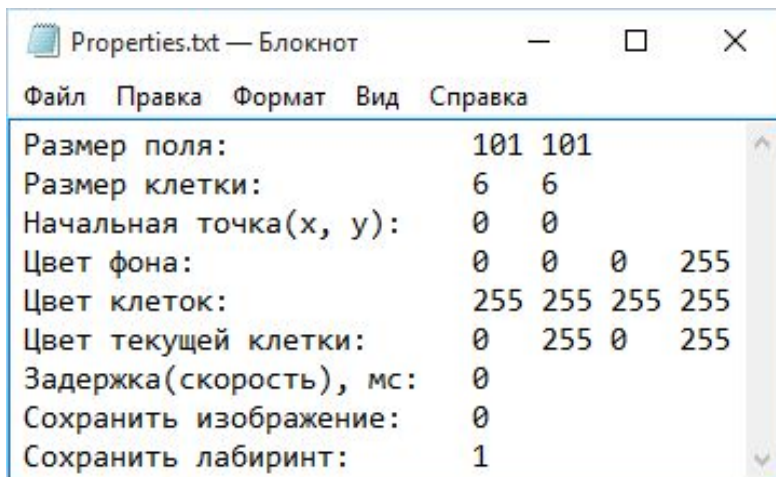 Properties.txt — Блокнот
Файл Правка Формат Вид Справка
Размер поля: 101 101
Размер клетки: 6 6
Начальная точка(x, y): 0 0
Цвет фона: 0 0 0 255
Цвет клеток: 255 255 255 255
Цвет текущей клетки: 0 255 0 255
Задержка(скорость), мс: 0
Сохранить изображение: 0
Сохранить лабиринт: 1